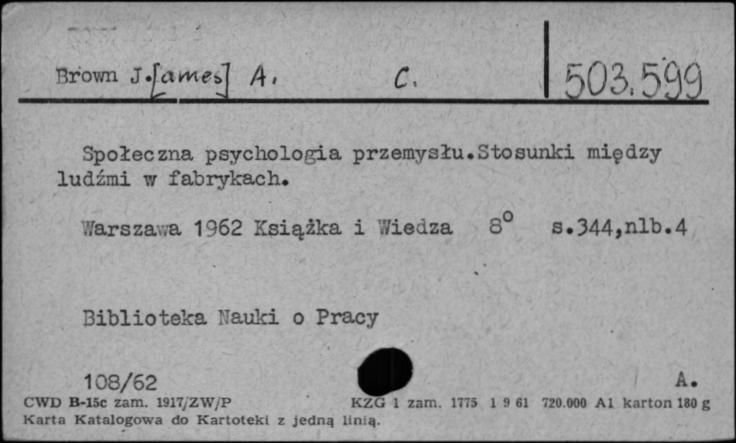 Brown J.[ames] A. C. 503.599
Społeczna psychologia przemysłu.Stosunki między
ludźmi w fabrykach.
Warszawa 1962 Książka i Wiedza 8° s.344,nlb.4
Biblioteka Nauki o Pracy
108/62 A.
CWD B-15c zam. 1917/ZW/P KZG 1 zam. 1775 1 9 61 720.000 A1 karton 180 g
Karta Katalogowa do Kartoteki z jedną linią.